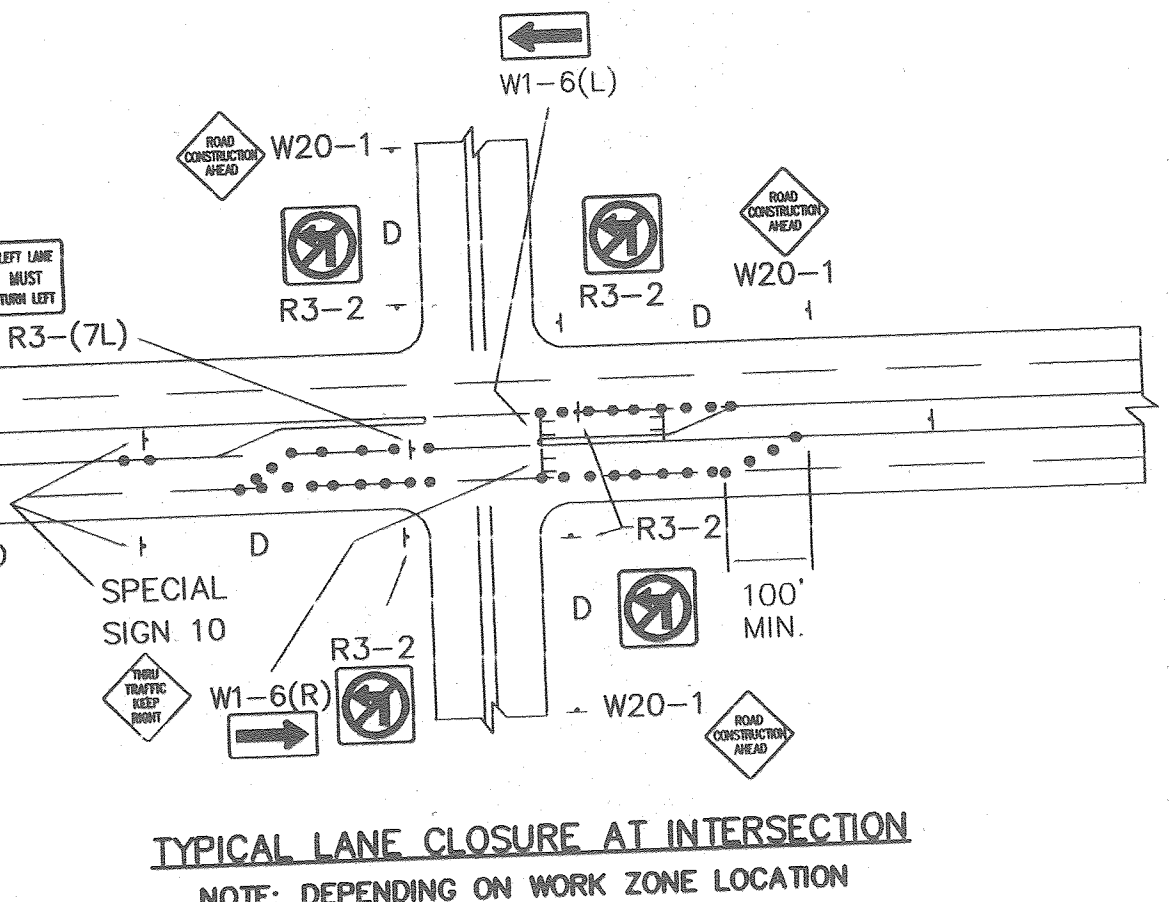 W1-6(L)
ROAD
CONSTRUCTION
AHEAD
W20-1
D
R3-2
R3-2
ROAD
CONSTRUCTION
AHEAD
W20-1
D
LEFT LANE
MUST
TURN LEFT
R3-(7L)
D
SPECIAL
SIGN 10
THRU
TRAFFIC
KEEP
RIGHT
W1-6(R)
R3-2
R3-2
D
100'
MIN.
W20-1
ROAD
CONSTRUCTION
AHEAD
TYPICAL LANE CLOSURE AT INTERSECTION
NOTE: DEPENDING ON WORK ZONE LOCATION